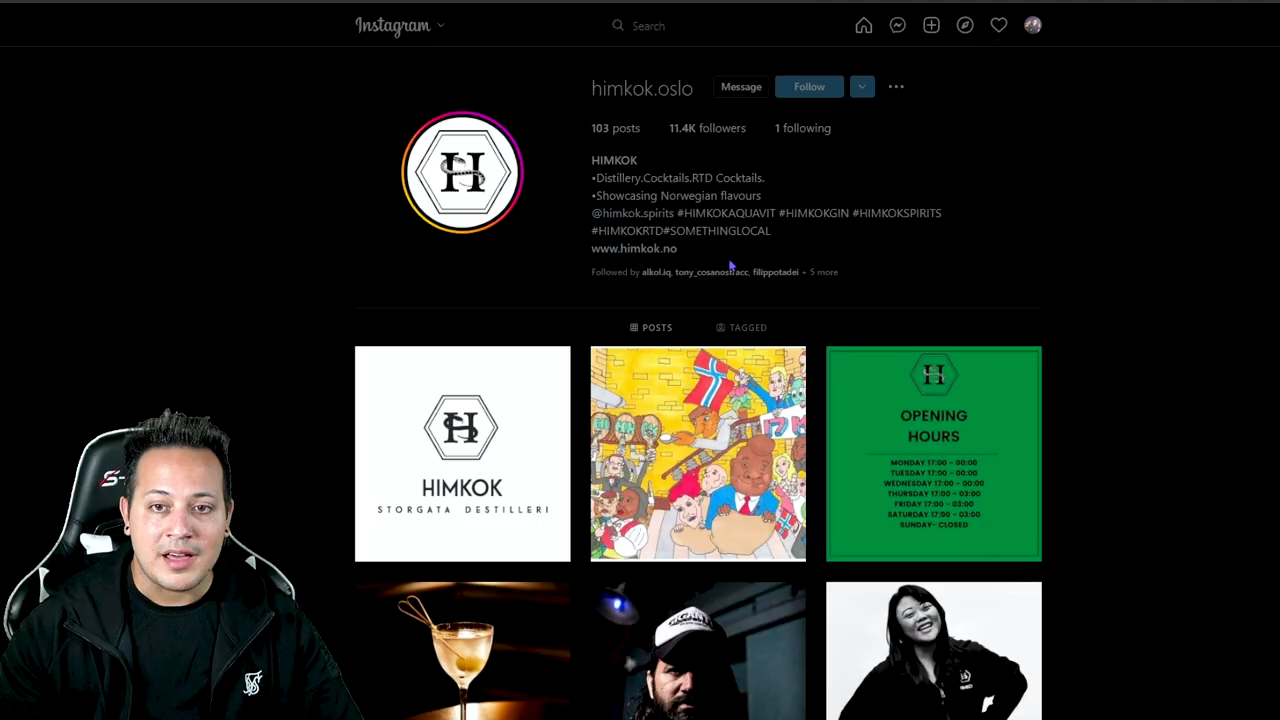 Instagram
Search
himkok.oslo
Message
Follow
103 posts 11.4K followers 1 following
HIMKOK
•Distillery.Cocktails.RTD Cocktails.
•Showcasing Norwegian flavours
@himkok.spirits #HIMKOKAQUAVIT #HIMKOKGIN #HIMKOKSPIRITS
#HIMKOKRTD#SOMETHINGLOCAL
www.himkok.no
Followed by alkol.iq, tony_cosanostracc, filippotadei + 5 more
POSTS TAGGED
H
HIMKOK
STORGATA DESTILLERI
H
OPENING
HOURS
MONDAY 17:00 - 00:00
TUESDAY 17:00 - 00:00
WEDNESDAY 17:00 - 00:00
THURSDAY 17:00 - 03:00
FRIDAY 17:00 - 03:00
SATURDAY 17:00 - 03:00
SUNDAY- CLOSED